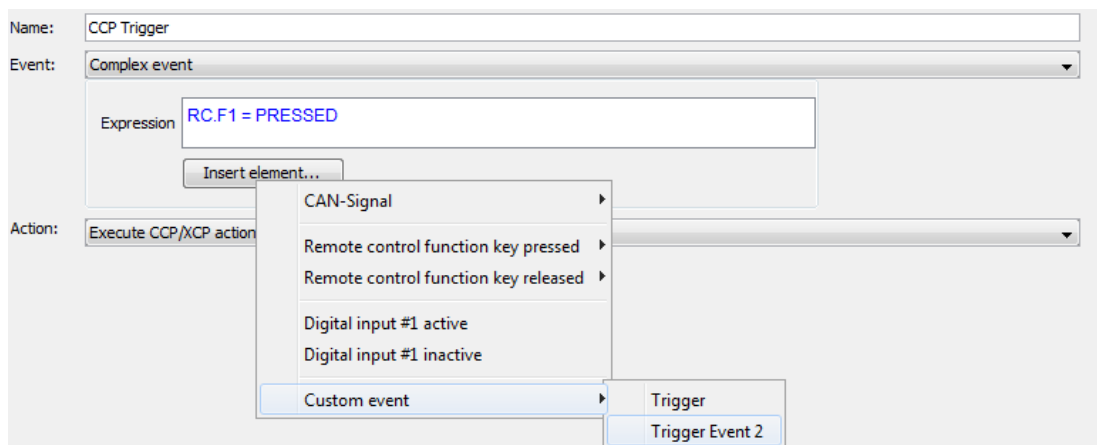 Name: CCP Trigger
Event: Complex event
Expression RC.F1 = PRESSED
Insert element...
CAN-Signal
Action: Execute CCP/XCP action
Remote control function key pressed
Remote control function key released
Digital input #1 active
Digital input #1 inactive
Custom event Trigger
Trigger Event 2